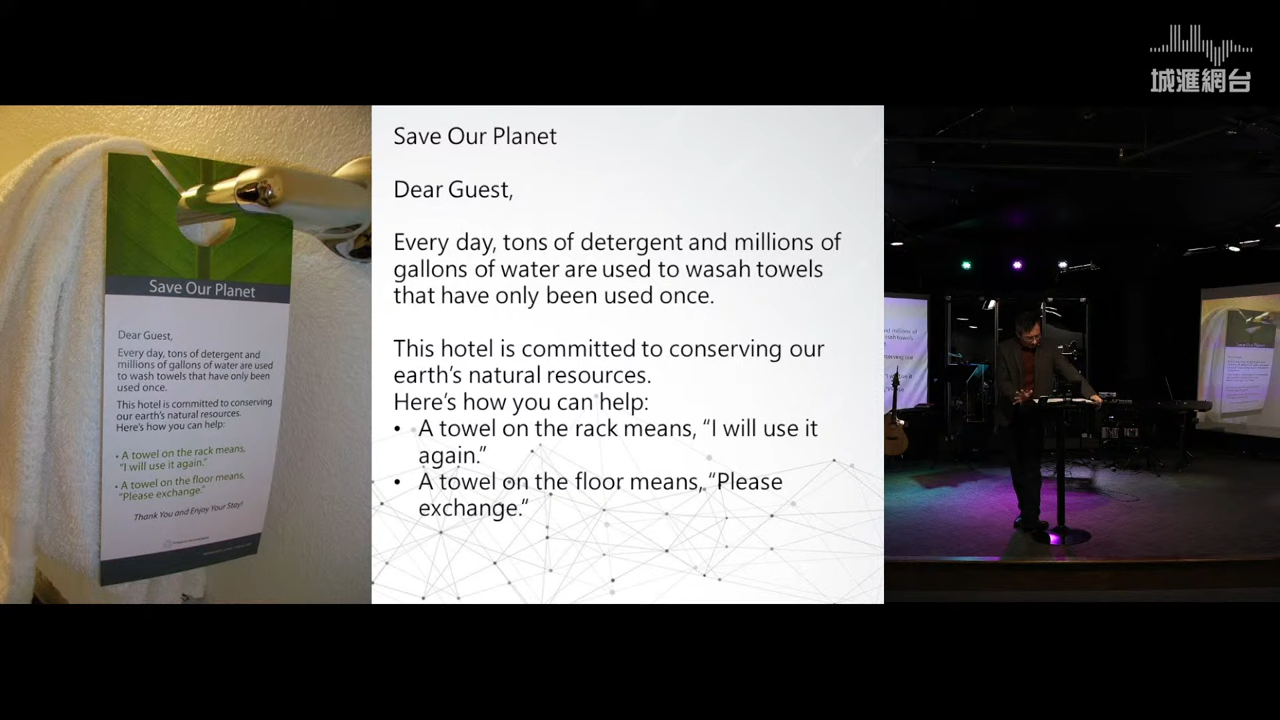 城滙網台
Save Our Planet
Dear Guest,
Every day, tons of detergent and
millions of gallons of water are used
to wash towels that have only been
used once.
This hotel is committed to conserving
our earth's natural resources.
Here's how you can help:
• A towel on the rack means,
"I will use it again."
• A towel on the floor means,
"Please exchange."
Thank You and Enjoy Your Stay!
Save Our Planet
Dear Guest,
Every day, tons of detergent and millions of
gallons of water are used to wasah towels
that have only been used once.
This hotel is committed to conserving our
earth's natural resources.
Here's how you can help:
• A towel on the rack means, "I will use it
again."
• A towel on the floor means, "Please
exchange."